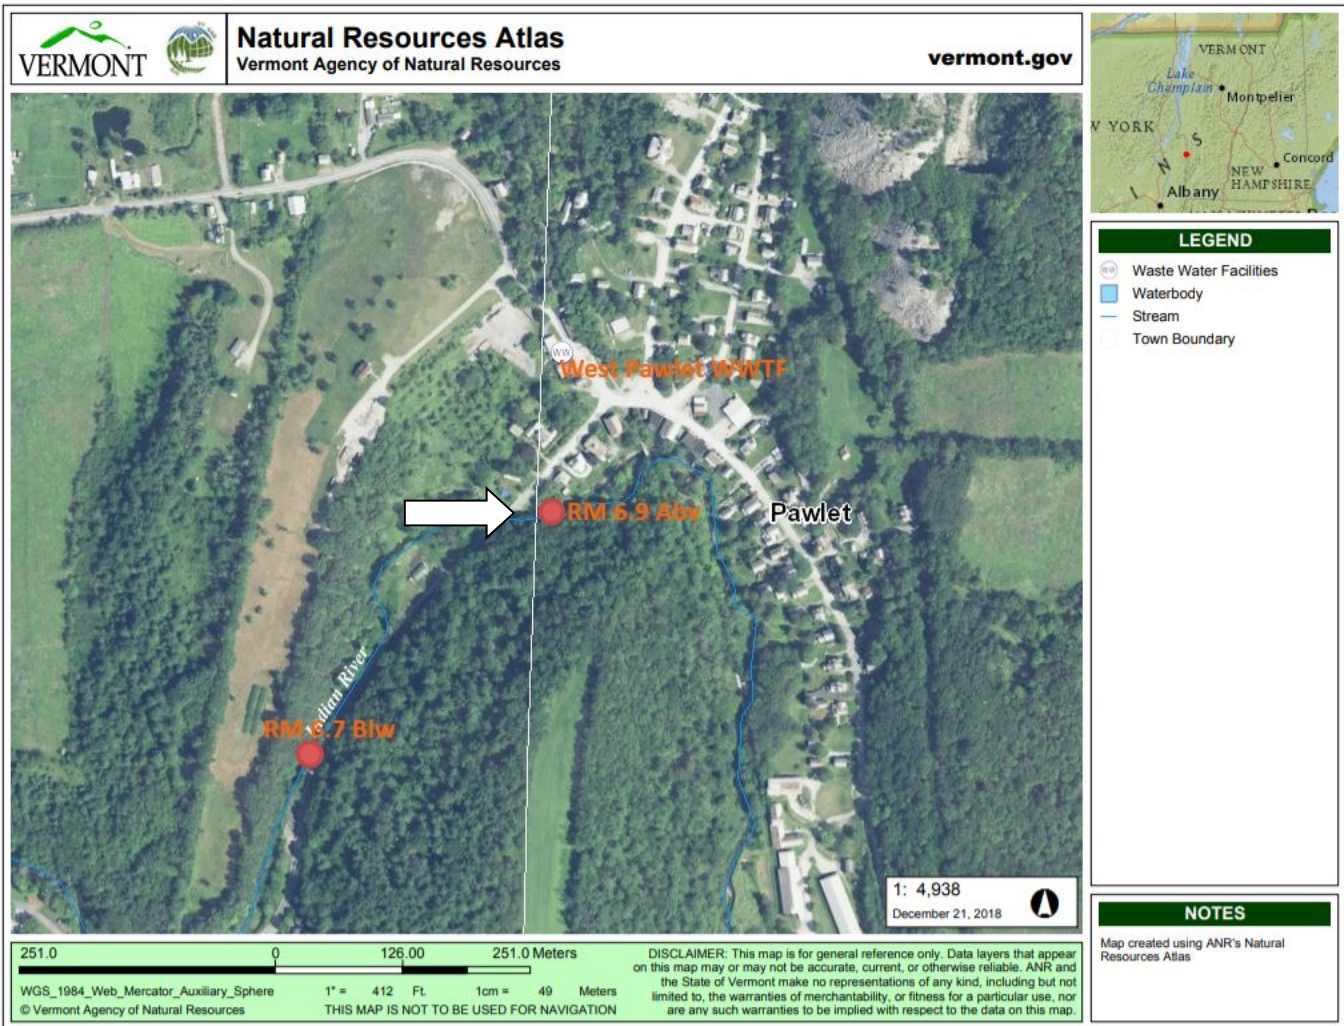 VERMONT
Natural Resources Atlas
Vermont Agency of Natural Resources
vermont.gov
VERMONT
Lake
Champlain
Montpelier
W YORK
Concord
NEW
HAMPSHIRE
Albany
I N S
LEGEND
WW Waste Water Facilities
Waterbody
Stream
Town Boundary
WW
West Pawlet WWTF
RM 6.9 Abv
Pawlet
Indian River
RM 6.7 Blw
1: 4,938
December 21, 2018
NOTES
Map created using ANR's Natural
Resources Atlas
251.0 0 126.00 251.0 Meters
WGS_1984_Web_Mercator_Auxiliary_Sphere 1" = 412 Ft. 1cm = 49 Meters
© Vermont Agency of Natural Resources THIS MAP IS NOT TO BE USED FOR NAVIGATION
DISCLAIMER: This map is for general reference only. Data layers that appear
on this map may or may not be accurate, current, or otherwise reliable. ANR and
the State of Vermont make no representations of any kind, including but not
limited to, the warranties of merchantability, or fitness for a particular use, nor
are any such warranties to be implied with respect to the data on this map.